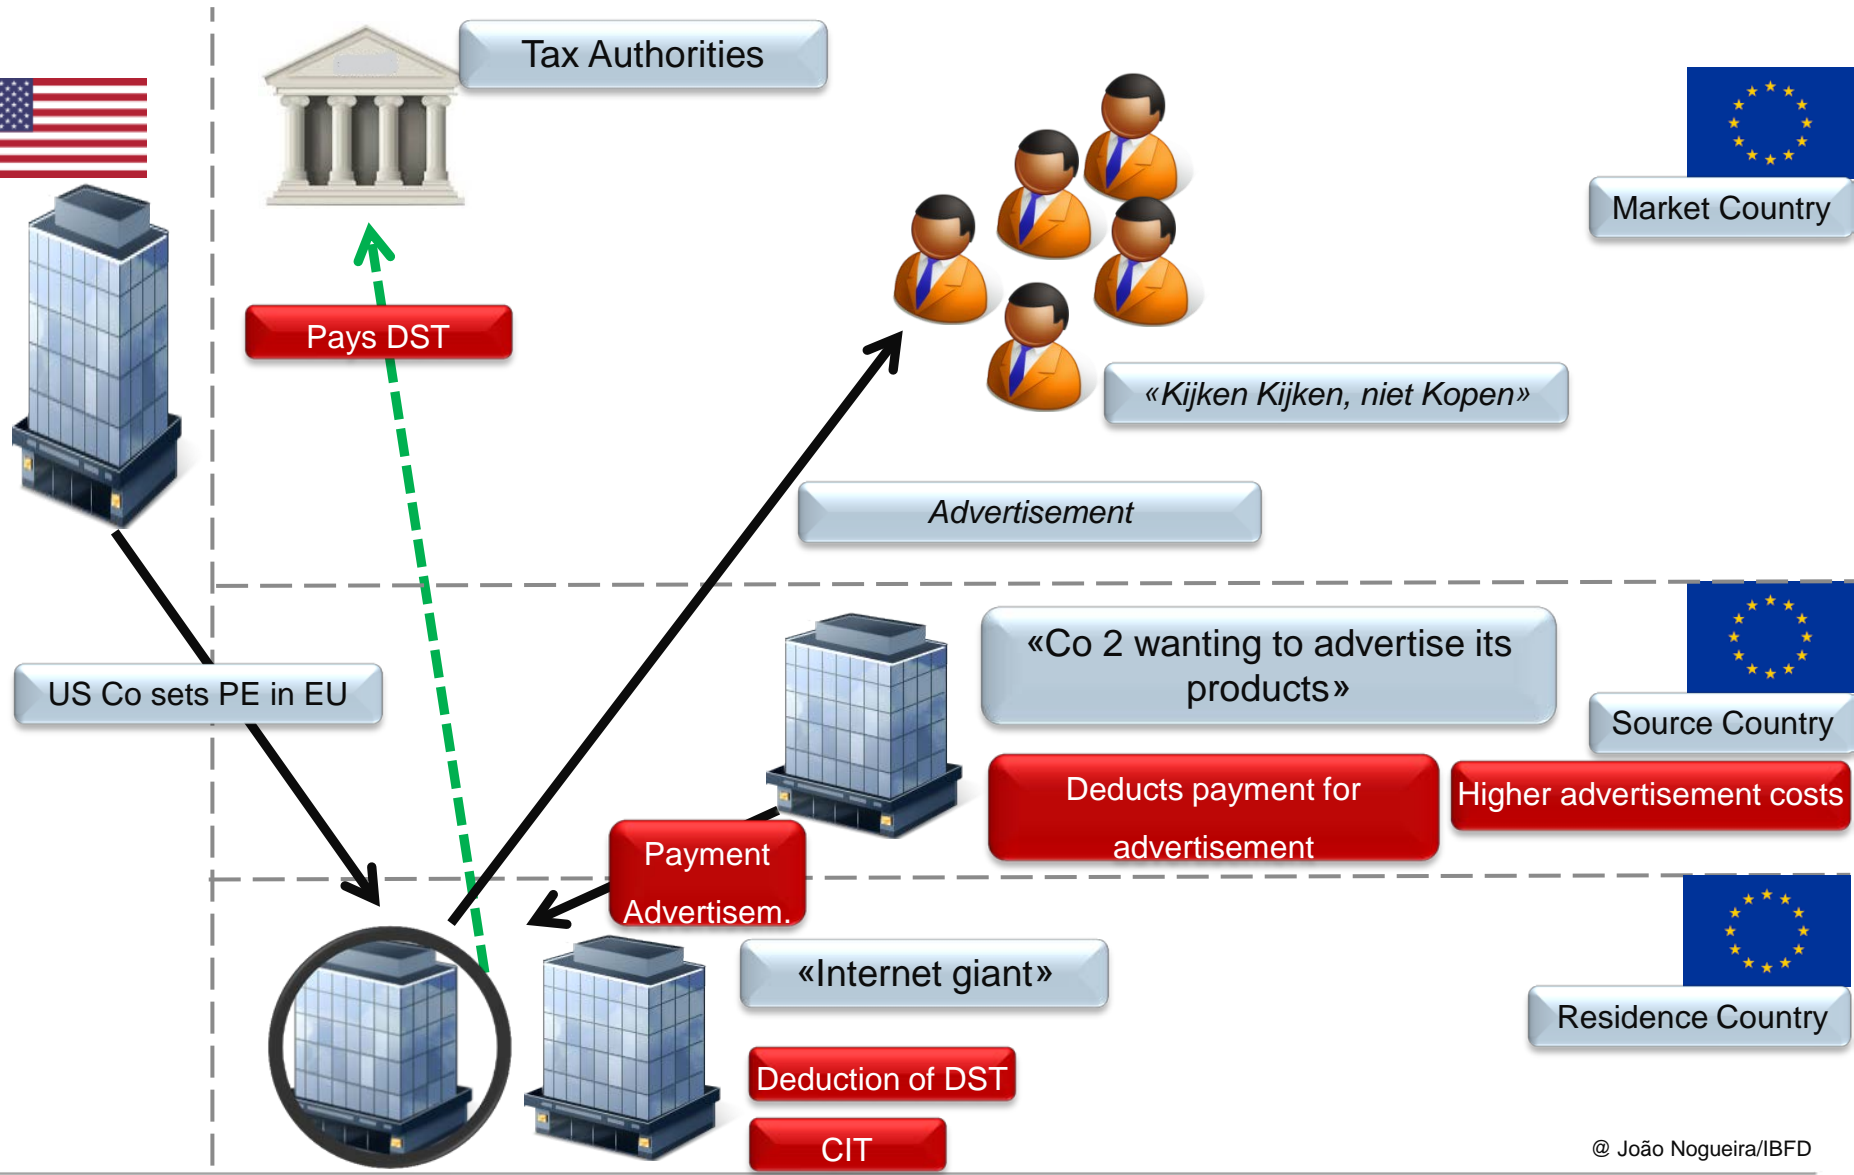 Tax Authorities
Market Country
Pays DST
«Kijken Kijken, niet Kopen»
Advertisement
US Co sets PE in EU
«Co 2 wanting to advertise its
products»
Source Country
Deducts payment for
advertisement
Higher advertisement costs
Payment
Advertisem.
«Internet giant»
Residence Country
Deduction of DST
CIT
@ João Nogueira/IBFD